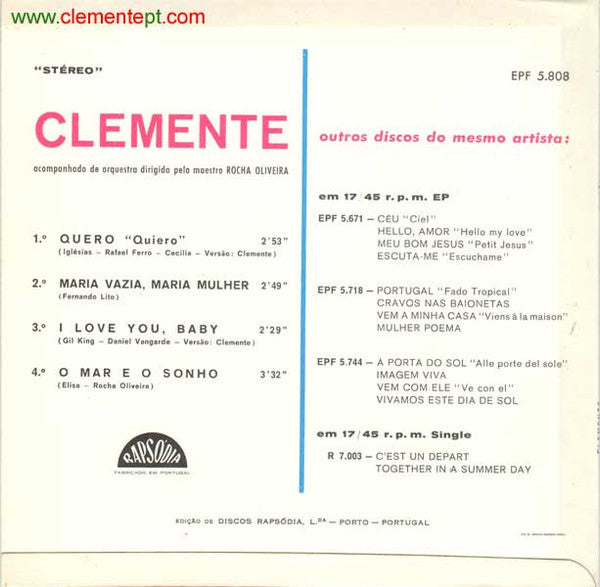 www.clementept.com
"STÉREO"
EPF 5.808
CLEMENTE
acompanhado de orquestra dirigida pelo maestro ROCHA OLIVEIRA
1.º QUERO "Quiero" 2'53"
(Iglésias – Rafael Ferro – Cecilia – Versão: Clemente)
2.º MARIA VAZIA, MARIA MULHER 2'49"
(Fernando Lito)
3.º I LOVE YOU, BABY 2'29"
(Gil King – Daniel Vangarde – Versão: Clemente)
4.º O MAR E O SONHO 3'32"
(Elisa – Rocha Oliveira)
RAPSÓDIA
FABRICADO EM PORTUGAL
outros discos do mesmo artista:
em 17/45 r.p.m. EP
EPF 5.671 – CÉU "Ciel"
HELLO, AMOR "Hello my love"
MEU BOM JESUS "Petit Jesus"
ESCUTA-ME "Escuchame"
EPF 5.718 – PORTUGAL "Fado Tropical"
CRAVOS NAS BAIONETAS
VEM A MINHA CASA "Viens à la maison"
MULHER POEMA
EPF 5.744 – A PORTA DO SOL "Alle porte del sole"
IMAGEM VIVA
VEM COM ELE "Ve con el"
VIVAMOS ESTE DIA DE SOL
em 17/45 r.p.m. Single
R 7.003 – C'EST UN DEPART
TOGETHER IN A SUMMER DAY
EDIÇÃO DE DISCOS RAPSÓDIA, L.DA – PORTO – PORTUGAL